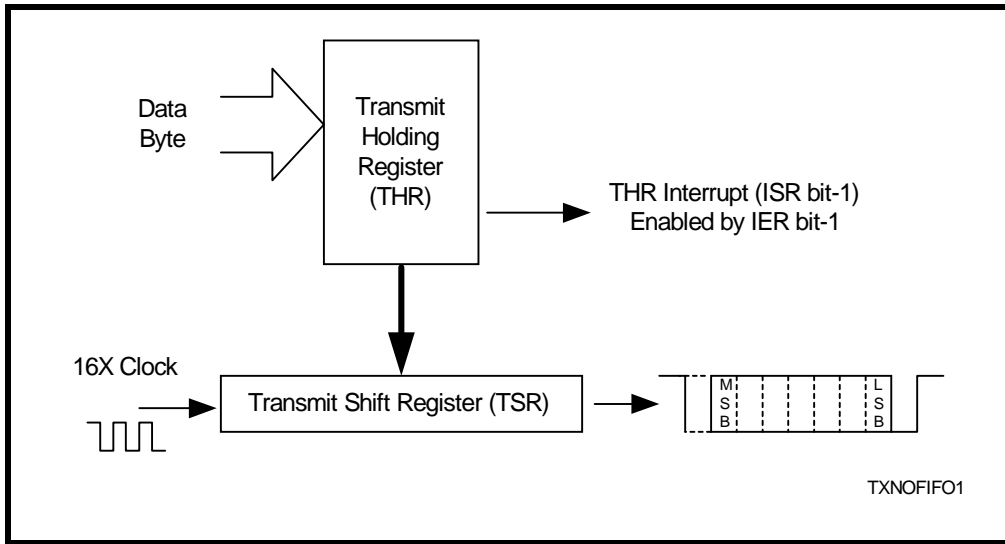 Data
Byte
Transmit
Holding
Register
(THR)
THR Interrupt (ISR bit-1)
Enabled by IER bit-1
16X Clock
Transmit Shift Register (TSR)
M
S
B
L
S
B
TXNOFIFO1